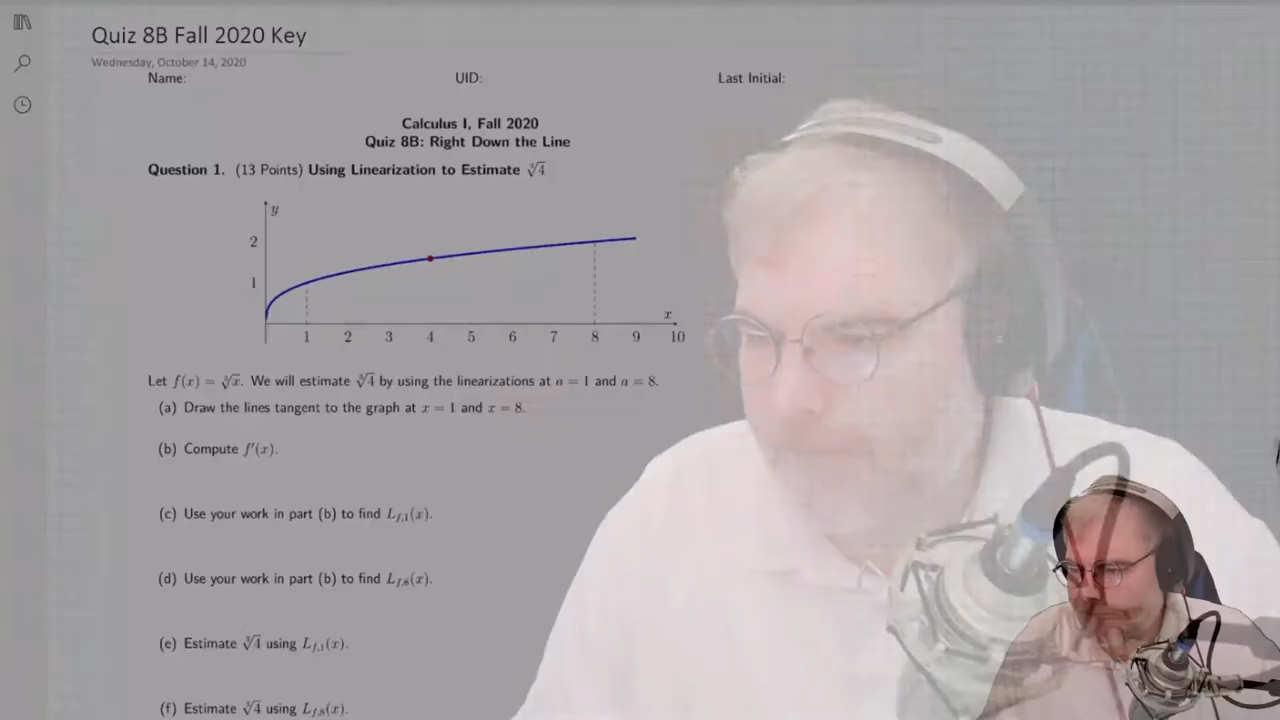 Quiz 8B Fall 2020 Key
Wednesday, October 14, 2020
Name: UID: Last Initial:
Calculus I, Fall 2020
Quiz 8B: Right Down the Line
Question 1. (13 Points) Using Linearization to Estimate ∛4
y
2
1
x
1 2 3 4 5 6 7 8 9 10
Let f(x) = ∛x. We will estimate ∛4 by using the linearizations at a = 1 and a = 8.
(a) Draw the lines tangent to the graph at x = 1 and x = 8.
(b) Compute f′(x).
(c) Use your work in part (b) to find L_{f,1}(x).
(d) Use your work in part (b) to find L_{f,8}(x).
(e) Estimate ∛4 using L_{f,1}(x).
(f) Estimate ∛4 using L_{f,8}(x).